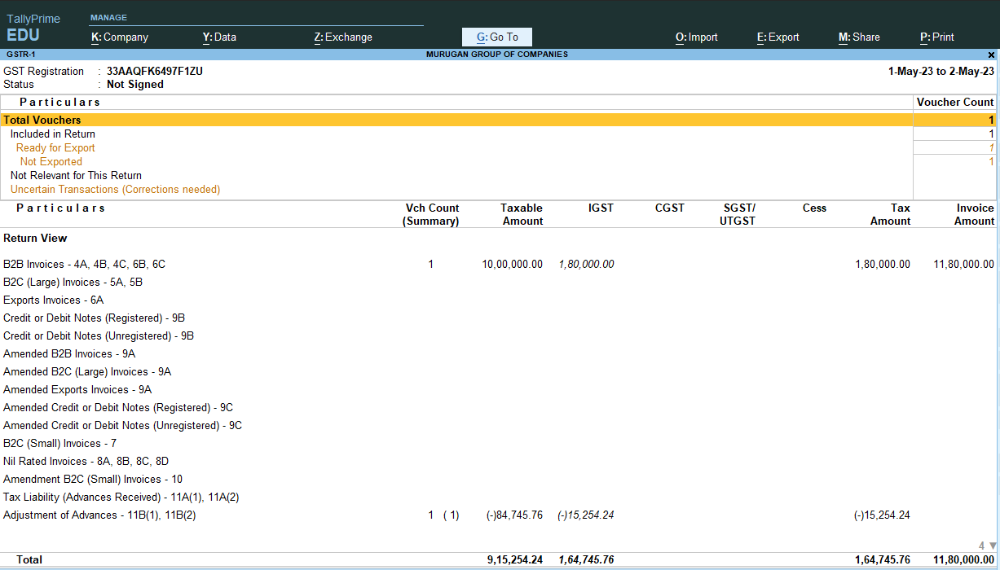 TallyPrime
EDU
MANAGE
K: Company Y: Data Z: Exchange G: Go To O: Import E: Export M: Share P: Print
GSTR-1 MURUGAN GROUP OF COMPANIES x
GST Registration : 33AAQFK6497F1ZU 1-May-23 to 2-May-23
Status : Not Signed
Particulars Voucher Count
Total Vouchers 1
Included in Return 1
Ready for Export 1
Not Exported 1
Not Relevant for This Return
Uncertain Transactions (Corrections needed)
Particulars Vch Count Taxable IGST CGST SGST/ Cess Tax Invoice
(Summary) Amount UTGST Amount Amount
Return View
B2B Invoices - 4A, 4B, 4C, 6B, 6C 1 10,00,000.00 1,80,000.00 1,80,000.00 11,80,000.00
B2C (Large) Invoices - 5A, 5B
Exports Invoices - 6A
Credit or Debit Notes (Registered) - 9B
Credit or Debit Notes (Unregistered) - 9B
Amended B2B Invoices - 9A
Amended B2C (Large) Invoices - 9A
Amended Exports Invoices - 9A
Amended Credit or Debit Notes (Registered) - 9C
Amended Credit or Debit Notes (Unregistered) - 9C
B2C (Small) Invoices - 7
Nil Rated Invoices - 8A, 8B, 8C, 8D
Amendment B2C (Small) Invoices - 10
Tax Liability (Advances Received) - 11A(1), 11A(2)
Adjustment of Advances - 11B(1), 11B(2) 1 ( 1) (-)84,745.76 (-)15,254.24 (-)15,254.24
4 ▼
Total 9,15,254.24 1,64,745.76 1,64,745.76 11,80,000.00